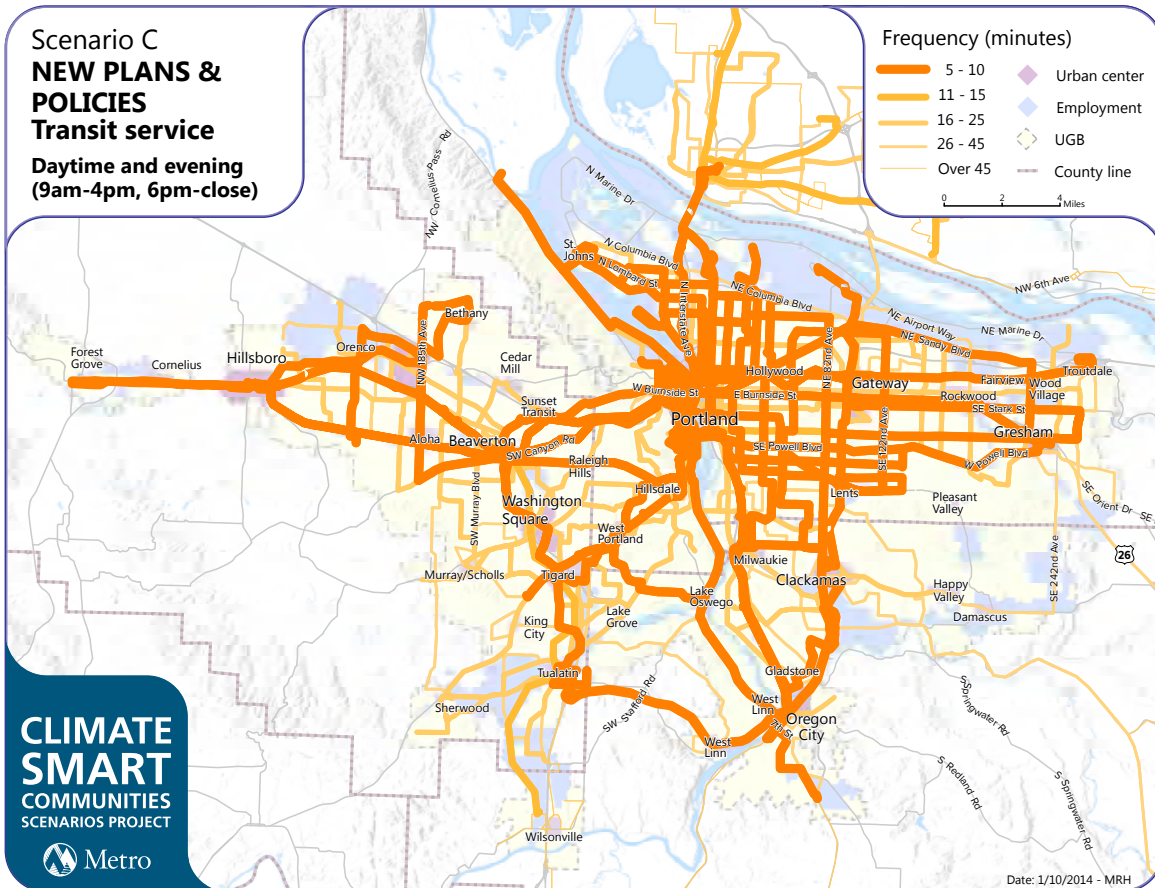 Scenario C
NEW PLANS &
POLICIES
Transit service
Daytime and evening
(9am-4pm, 6pm-close)
Frequency (minutes)
5 - 10
11 - 15
16 - 25
26 - 45
Over 45
Urban center
Employment
UGB
County line
0 2 4 Miles
NW Cornelius Pass Rd
N Marine Dr
St.
Johns
N Columbia Blvd
N Lombard St
N Interstate Ave
NE Columbia Blvd
NE 82nd Ave
NW 6th Ave
NE Airport Way
NE Marine Dr
NE Sandy Blvd
Bethany
NW 185th Ave
Forest
Grove
Cornelius
Hillsboro
Orenco
Cedar
Mill
Hollywood
Gateway
Fairview
Troutdale
Wood
Village
Rockwood
W Burnside St
E Burnside St
SE Stark St
Sunset
Transit
Portland
Gresham
Aloha
Beaverton
SW Canyon Rd
SE Powell Blvd
SE 122nd Ave
W Powell Blvd
Raleigh
Hills
SW Murray Blvd
Washington
Square
Hillsdale
Lents
Pleasant
Valley
SE Orient Dr
SE
West
Portland
26
Murray/Scholls
Tigard
Milwaukie
Clackamas
SE 242nd Ave
Happy
Valley
Damascus
Lake
Oswego
Lake
Grove
King
City
Tualatin
Gladstone
Sherwood
SW Stafford Rd
West
Linn
7th St
Oregon
City
West
Linn
S Springwater Rd
S
S Redland Rd
S Springwater Rd
Wilsonville
CLIMATE
SMART
COMMUNITIES
SCENARIOS PROJECT
Metro
Date: 1/10/2014 - MRH